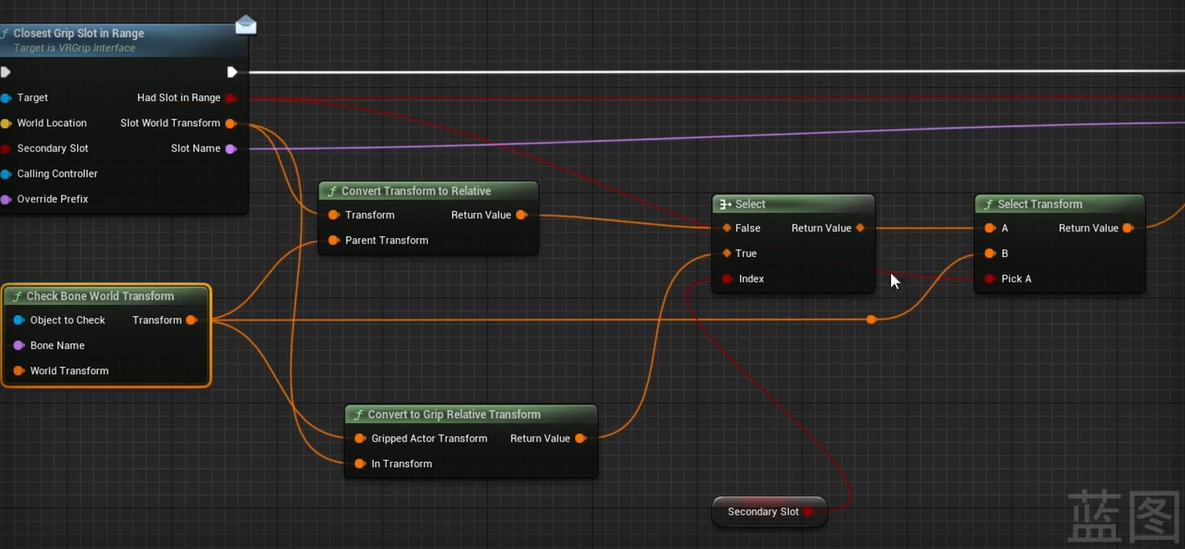 Closest Grip Slot in Range
Target is VRGrip Interface
Target Had Slot in Range
World Location Slot World Transform
Secondary Slot Slot Name
Calling Controller
Override Prefix
Convert Transform to Relative
Transform Return Value
Parent Transform
Select
False Return Value
True
Index
Select Transform
A Return Value
B
Pick A
Check Bone World Transform
Object to Check Transform
Bone Name
World Transform
Convert to Grip Relative Transform
Gripped Actor Transform Return Value
In Transform
Secondary Slot
蓝图